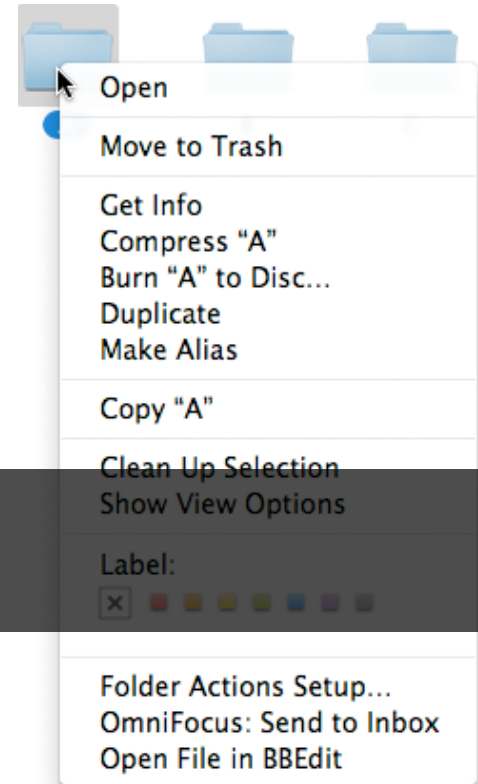 Open
Move to Trash
Get Info
Compress “A”
Burn “A” to Disc...
Duplicate
Make Alias
Copy “A”
Clean Up Selection
Show View Options
Label:
Folder Actions Setup...
OmniFocus: Send to Inbox
Open File in BBEdit